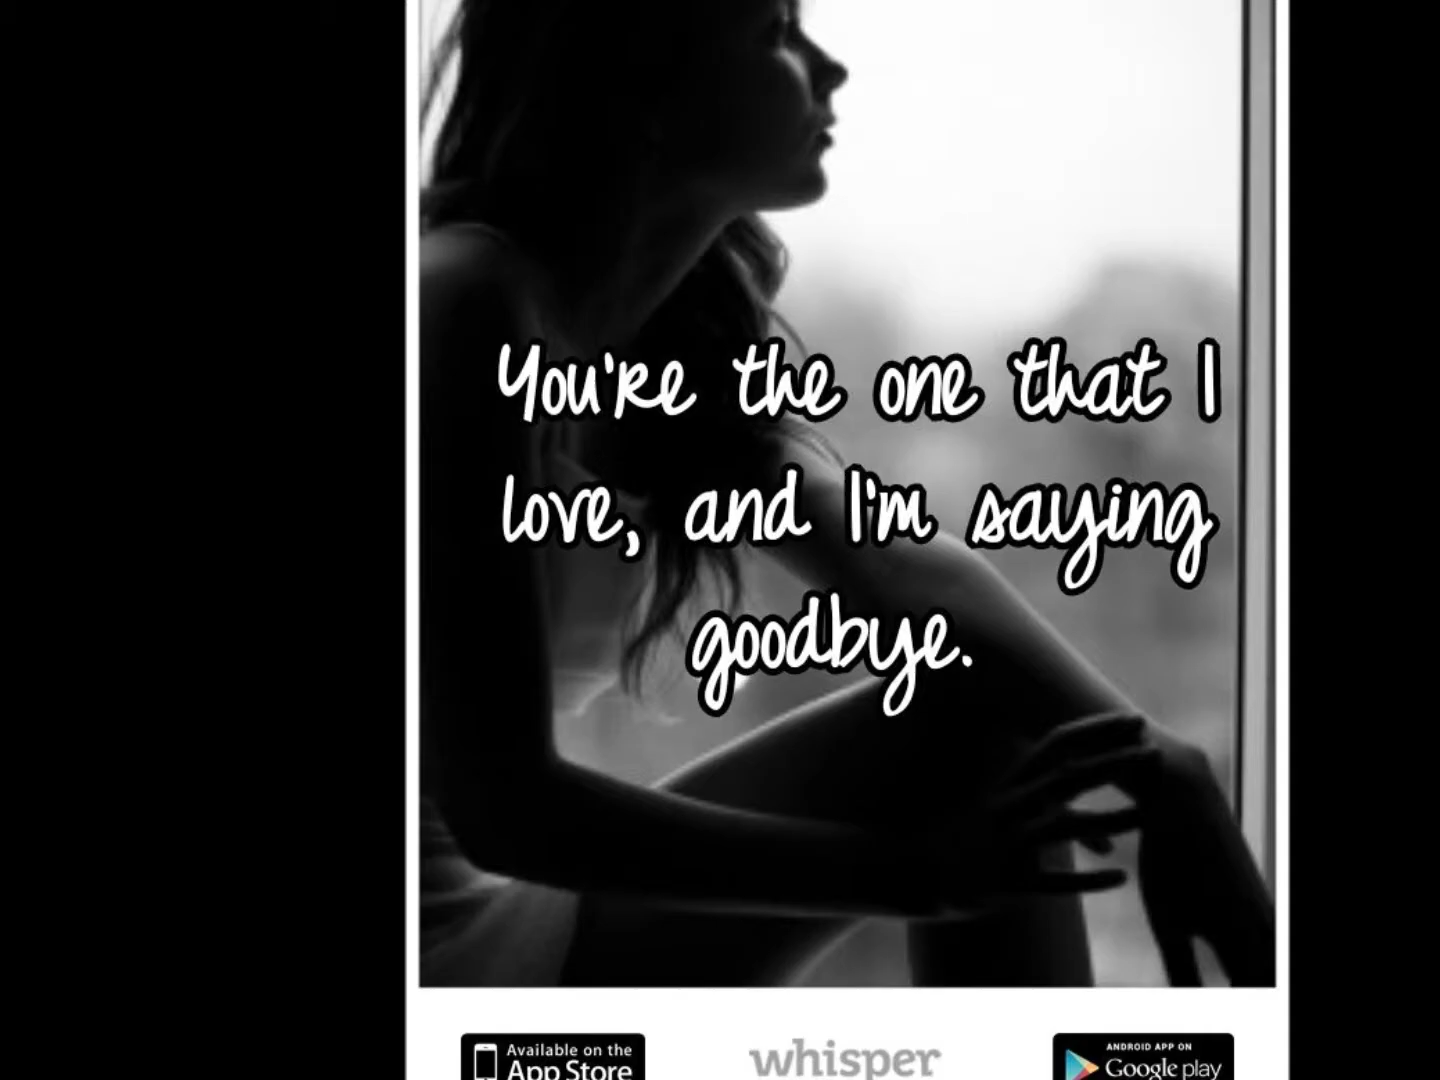 You're the one that I
love, and I'm saying
goodbye.
Available on the
App Store
whisper
ANDROID APP ON
Google play